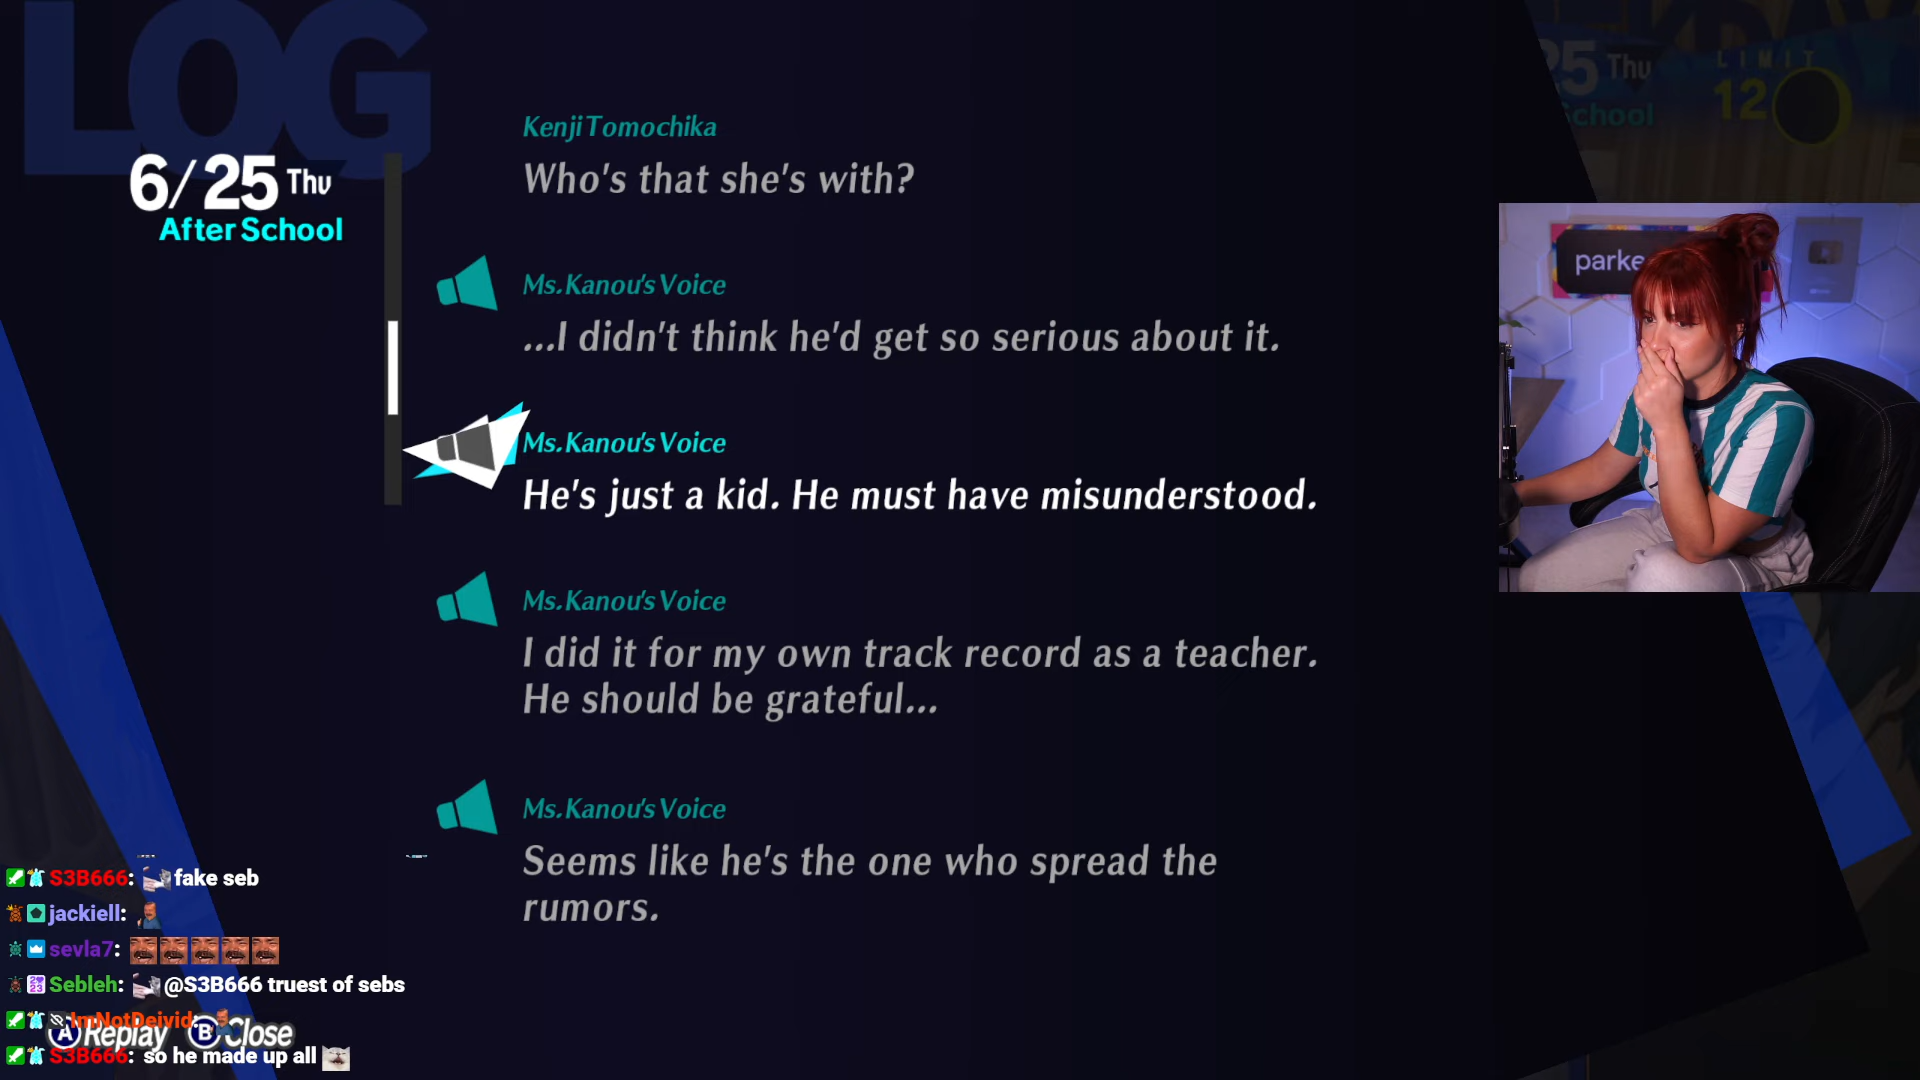 LOG
6/25 Thu
After School
25 Thu
School
LIMIT
12
Kenji Tomochika
Who's that she's with?
Ms. Kanou's Voice
...I didn't think he'd get so serious about it.
Ms. Kanou's Voice
He's just a kid. He must have misunderstood.
Ms. Kanou's Voice
I did it for my own track record as a teacher.
He should be grateful...
Ms. Kanou's Voice
Seems like he's the one who spread the
rumors.
parke
S3B666: fake seb
jackiell:
sevla7:
Sebleh: @S3B666 truest of sebs
ImNotDeivid:
A Replay B Close
S3B666: so he made up all